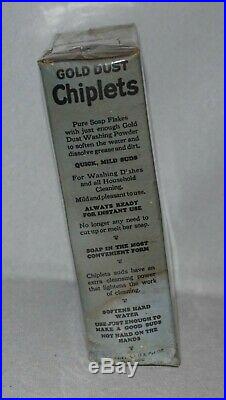 GOLD DUST
Chiplets
Pure Soap Flakes
with just enough Gold
Dust Washing Powder
to soften the water and
dissolve grease and dirt.
QUICK, MILD SUDS
For Washing D'shes
and all Household
Cleaning.
Mild and pleasant to use.
ALWAYS READY
FOR INSTANT USE
No longer any need to
cut up or melt bar soap.
SOAP IN THE MOST
CONVENIENT FORM
Chiplets suds have an
extra cleansing power
that lightens the work
of cleaning.
SOFTENS HARD
WATER
USE JUST ENOUGH TO
MAKE A GOOD SUDS
NOT HARD ON THE
HANDS
WithBay.com